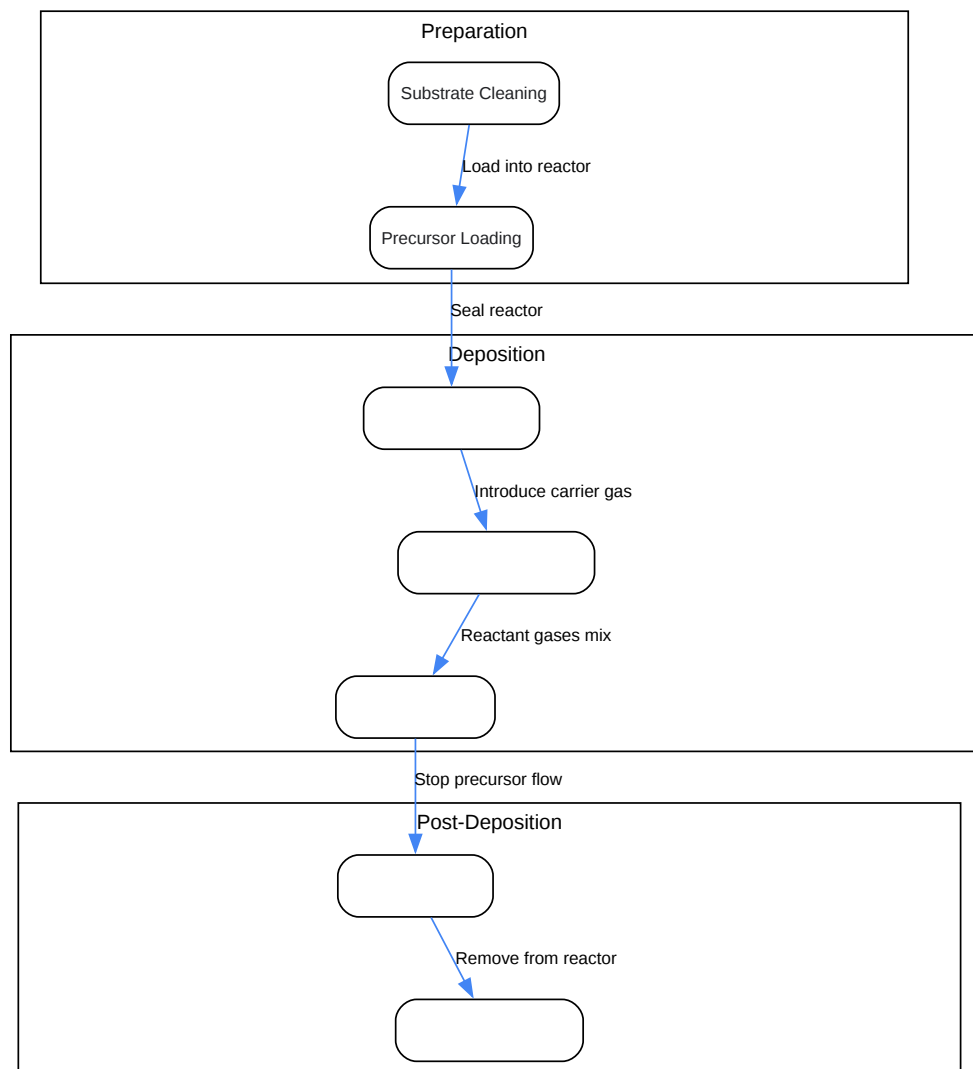 Preparation
Substrate Cleaning
Load into reactor
Precursor Loading
Seal reactor
Deposition
Introduce carrier gas
Reactant gases mix
Stop precursor flow
Post-Deposition
Remove from reactor